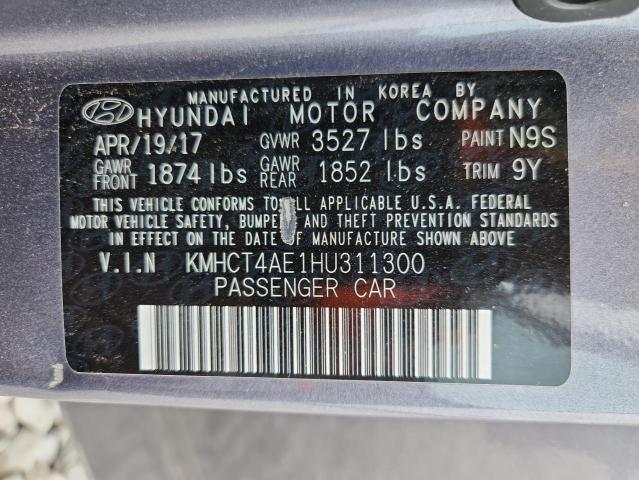 MANUFACTURED IN KOREA BY
HYUNDAI MOTOR COMPANY
APR/19/17 GVWR 3527 lbs PAINT N9S
GAWR FRONT 1874 lbs GAWR REAR 1852 lbs TRIM 9Y
THIS VEHICLE CONFORMS TO ALL APPLICABLE U.S.A. FEDERAL
MOTOR VEHICLE SAFETY, BUMPER AND THEFT PREVENTION STANDARDS
IN EFFECT ON THE DATE OF MANUFACTURE SHOWN ABOVE.
V.I.N KMHCT4AE1HU311300
PASSENGER CAR